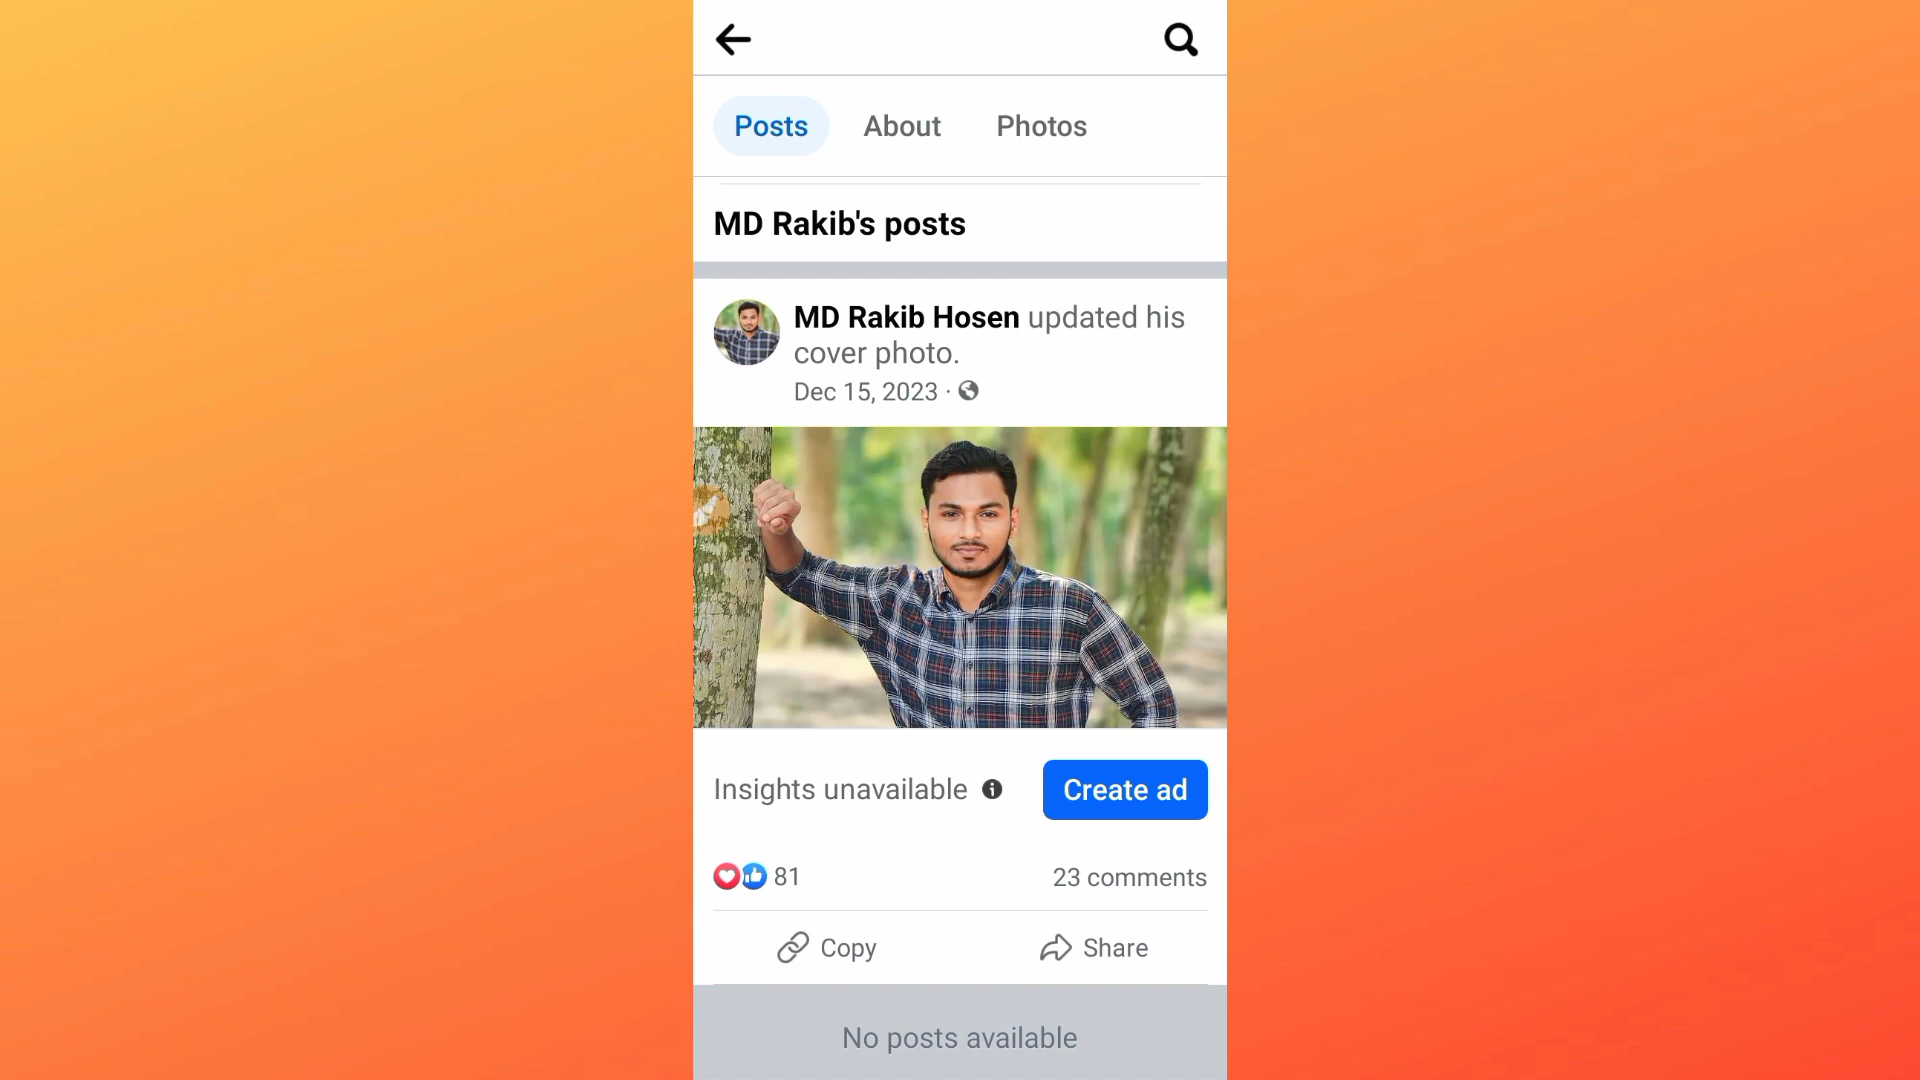 Posts About Photos
MD Rakib's posts
MD Rakib Hosen updated his
cover photo.
Dec 15, 2023 ·
Insights unavailable Create ad
81 23 comments
Copy Share
No posts available